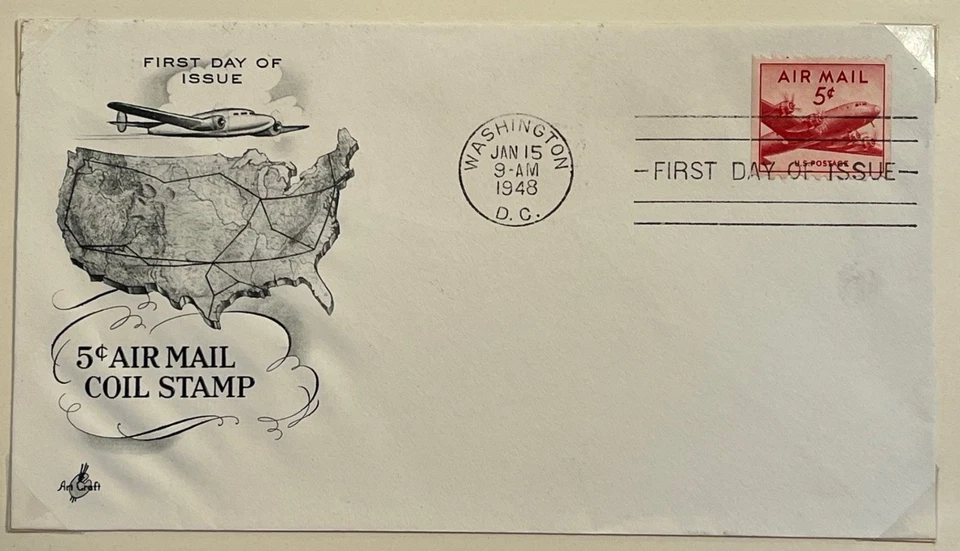 FIRST DAY OF
ISSUE
5¢ AIR MAIL
COIL STAMP
Art Craft
WASHINGTON
JAN 15
9-AM
1948
D. C.
AIR MAIL
5¢
U.S. POSTAGE
FIRST DAY OF ISSUE